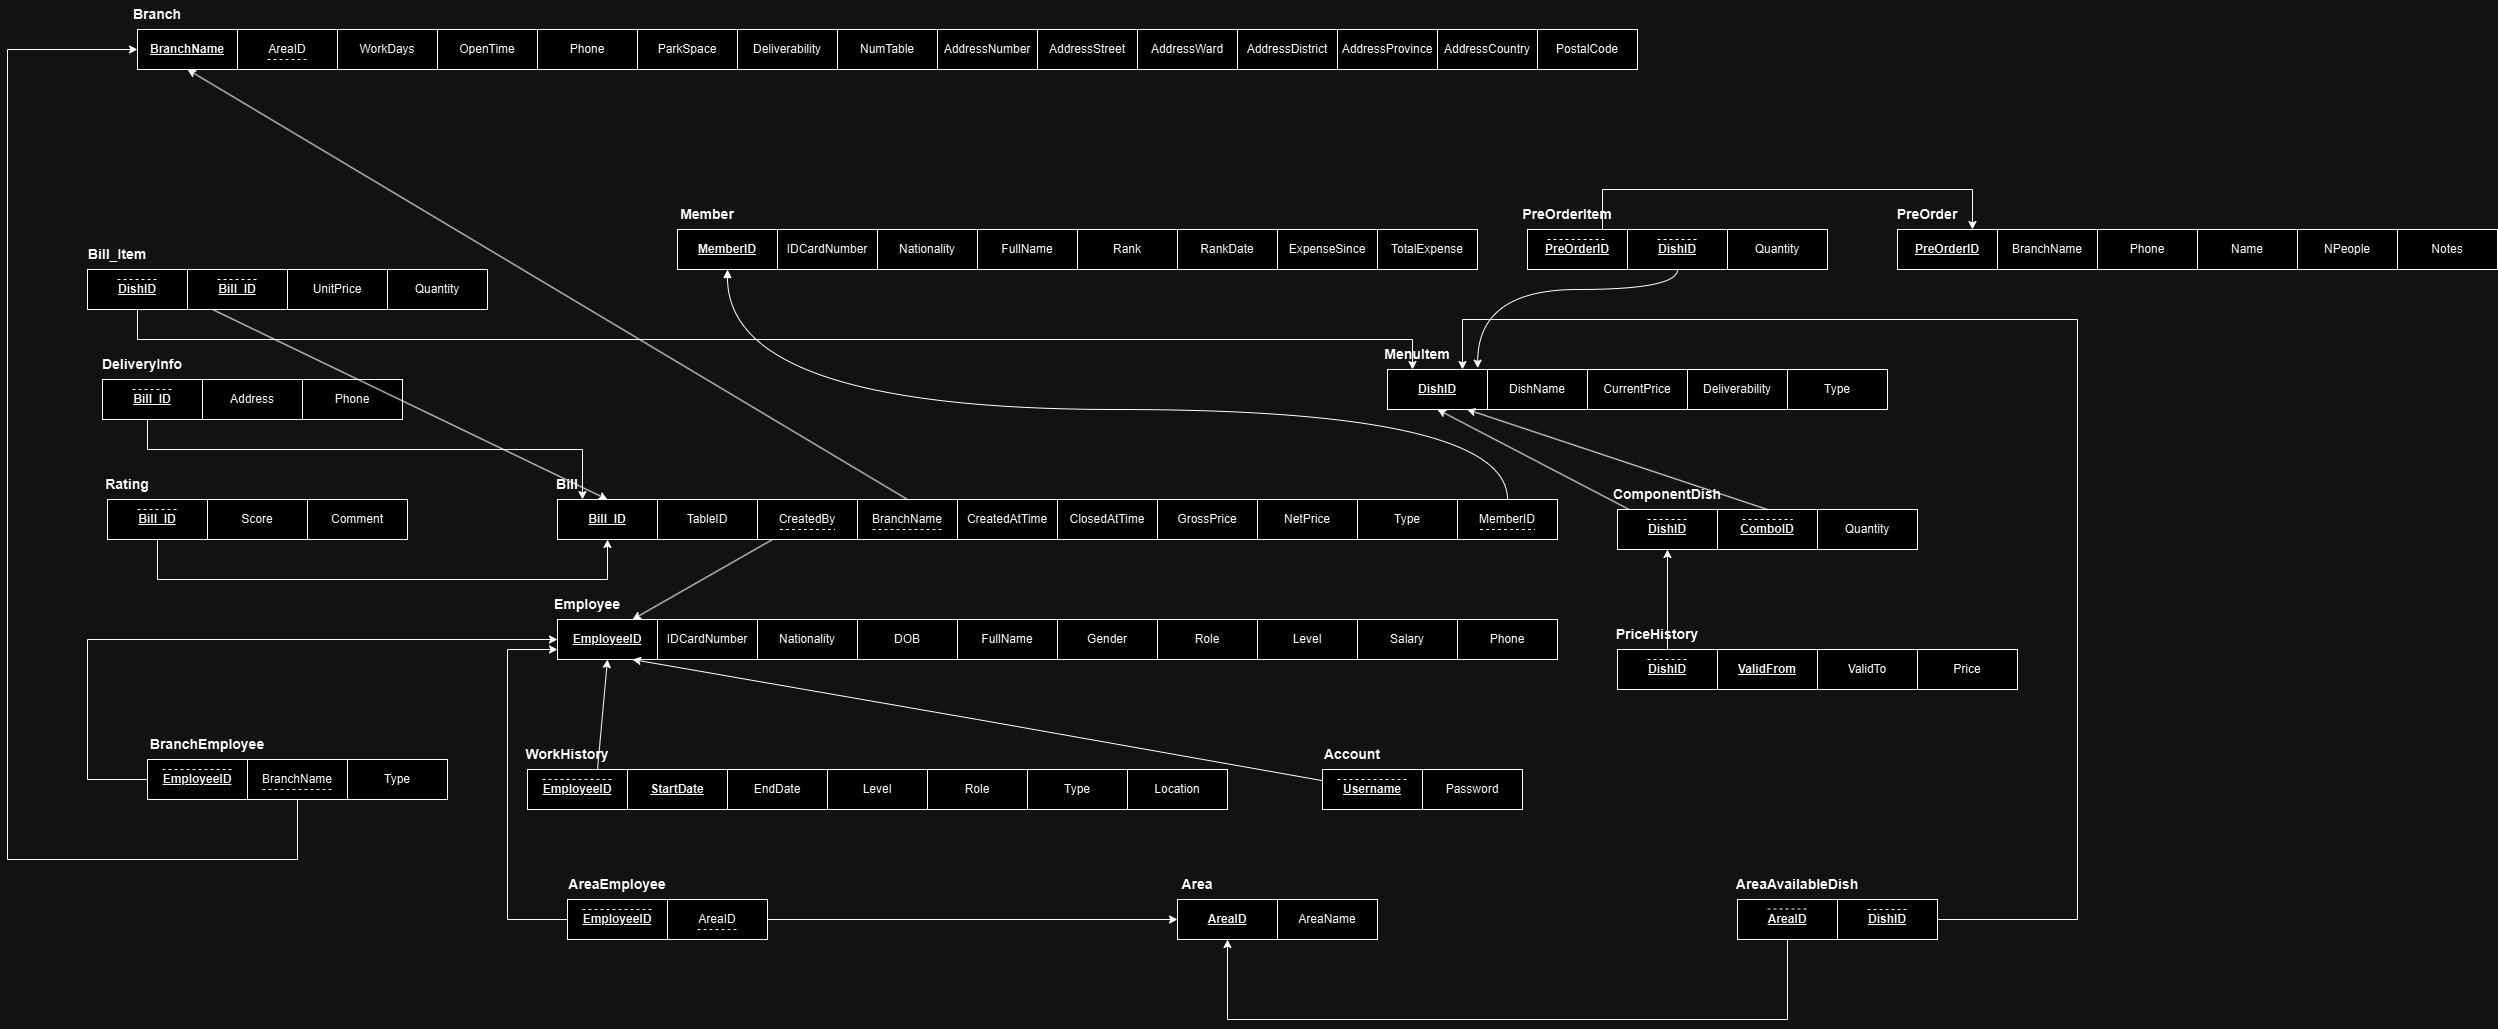 Branch
BranchName AreaID WorkDays OpenTime Phone ParkSpace Deliverability NumTable AddressNumber AddressStreet AddressWard AddressDistrict AddressProvince AddressCountry PostalCode
Member
MemberID IDCardNumber Nationality FullName Rank RankDate ExpenseSince TotalExpense
PreOrderItem
PreOrderID DishID Quantity
PreOrder
PreOrderID BranchName Phone Name NPeople Notes
Bill_Item
DishID Bill_ID UnitPrice Quantity
DeliveryInfo
Bill_ID Address Phone
MenuItem
DishID DishName CurrentPrice Deliverability Type
Rating
Bill_ID Score Comment
Bill
Bill_ID TableID CreatedBy BranchName CreatedAtTime ClosedAtTime GrossPrice NetPrice Type MemberID
ComponentDish
DishID ComboID Quantity
Employee
EmployeeID IDCardNumber Nationality DOB FullName Gender Role Level Salary Phone
PriceHistory
DishID ValidFrom ValidTo Price
BranchEmployee
EmployeeID BranchName Type
WorkHistory
EmployeeID StartDate EndDate Level Role Type Location
Account
Username Password
AreaEmployee
EmployeeID AreaID
Area
AreaID AreaName
AreaAvailableDish
AreaID DishID